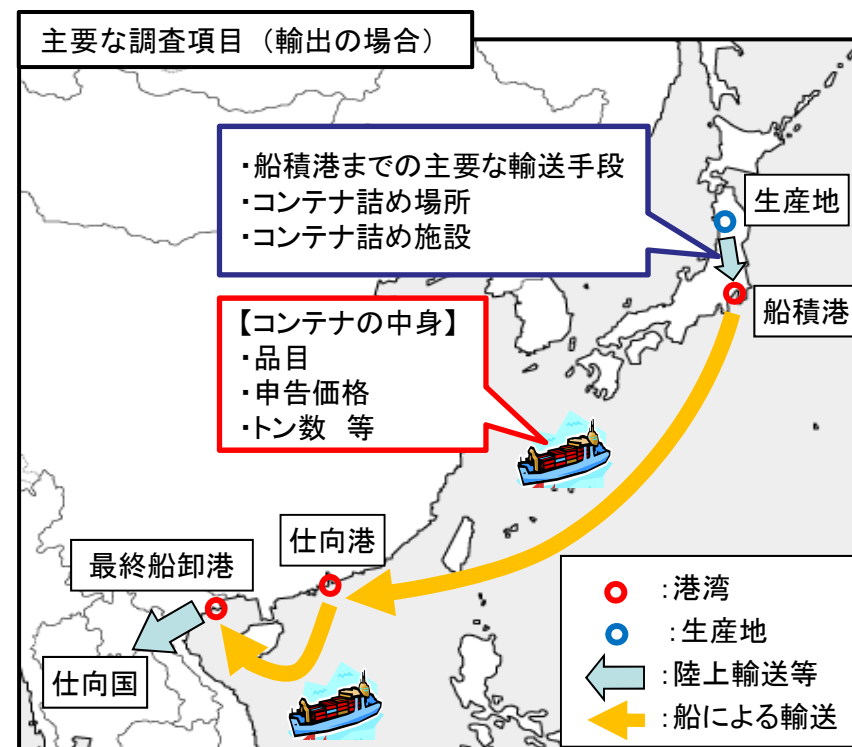 主要な調査項目（輸出の場合）
・船積港までの主要な輸送手段
・コンテナ詰め場所
・コンテナ詰め施設
生産地
船積港
【コンテナの中身】
・品目
・申告価格
・トン数　等
仕向港
最終船卸港
仕向国
：港湾
：生産地
：陸上輸送等
：船による輸送